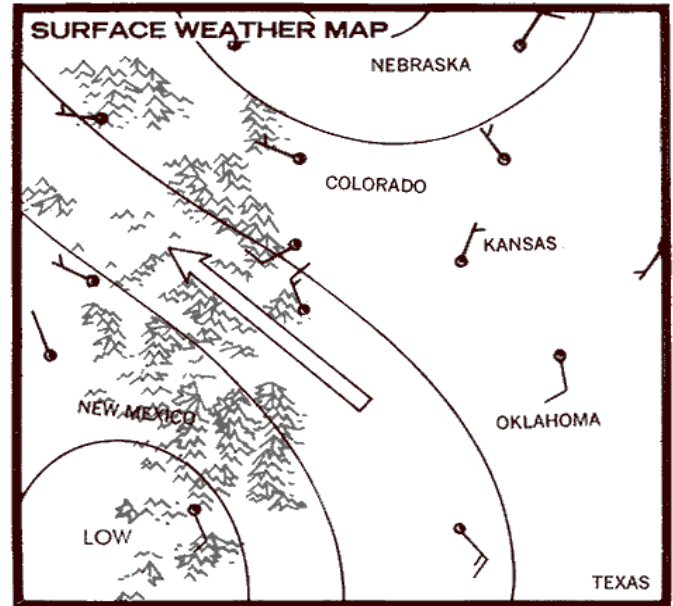 SURFACE WEATHER MAP
NEBRASKA
COLORADO
KANSAS
NEW MEXICO
OKLAHOMA
LOW
TEXAS